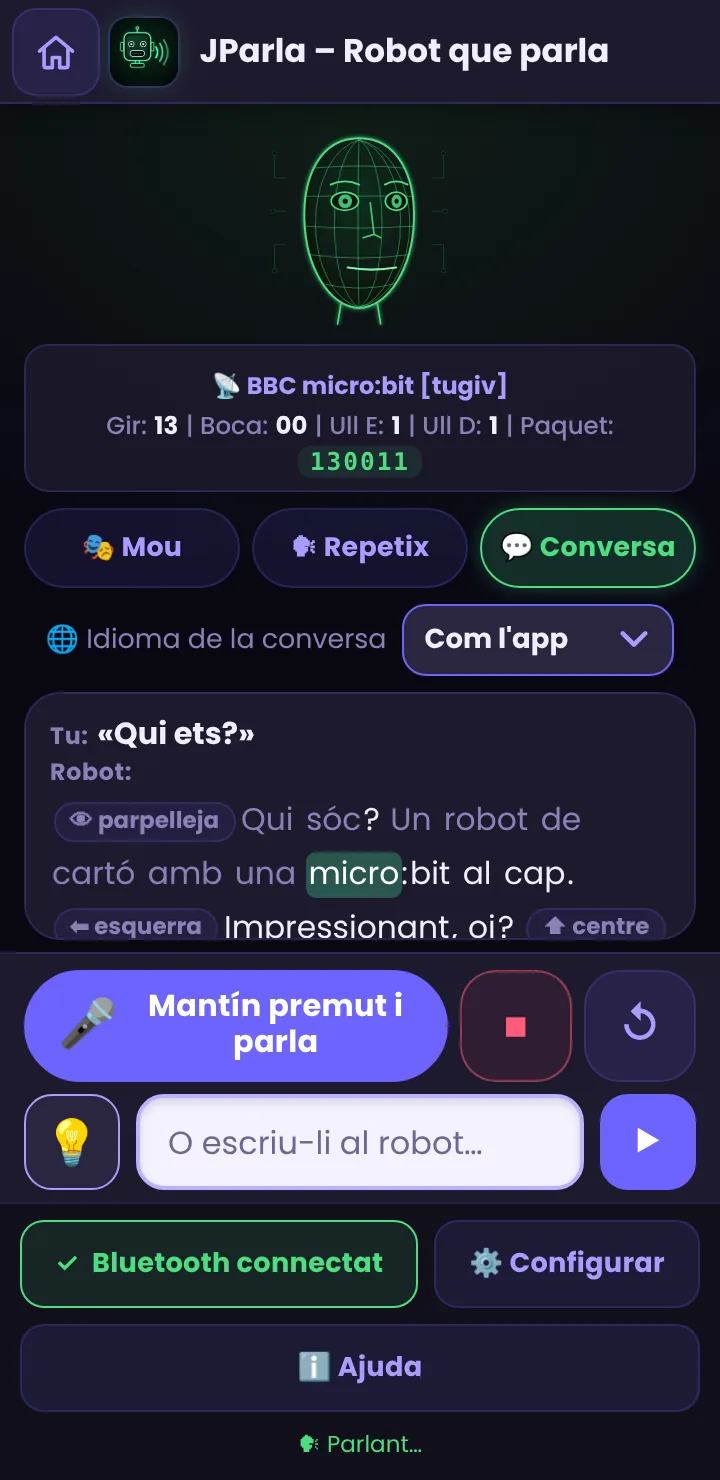 JParla – Robot que parla
📡 BBC micro:bit [tugiv]
Gir: 13 | Boca: 00 | Ull E: 1 | Ull D: 1 | Paquet:
130011
🎭 Mou
🗣 Repetix
💬 Conversa
🌐 Idioma de la conversa
Com l'app
Tu: «Qui ets?»
Robot:
👁 parpelleja Qui sóc? Un robot de
cartó amb una micro:bit al cap.
⬅ esquerra Impressionant, oi? ⬆ centre
🎤 Mantín premut i
parla
O escriu-li al robot...
✓ Bluetooth connectat
⚙️ Configurar
ℹ️ Ajuda
🗣 Parlant...